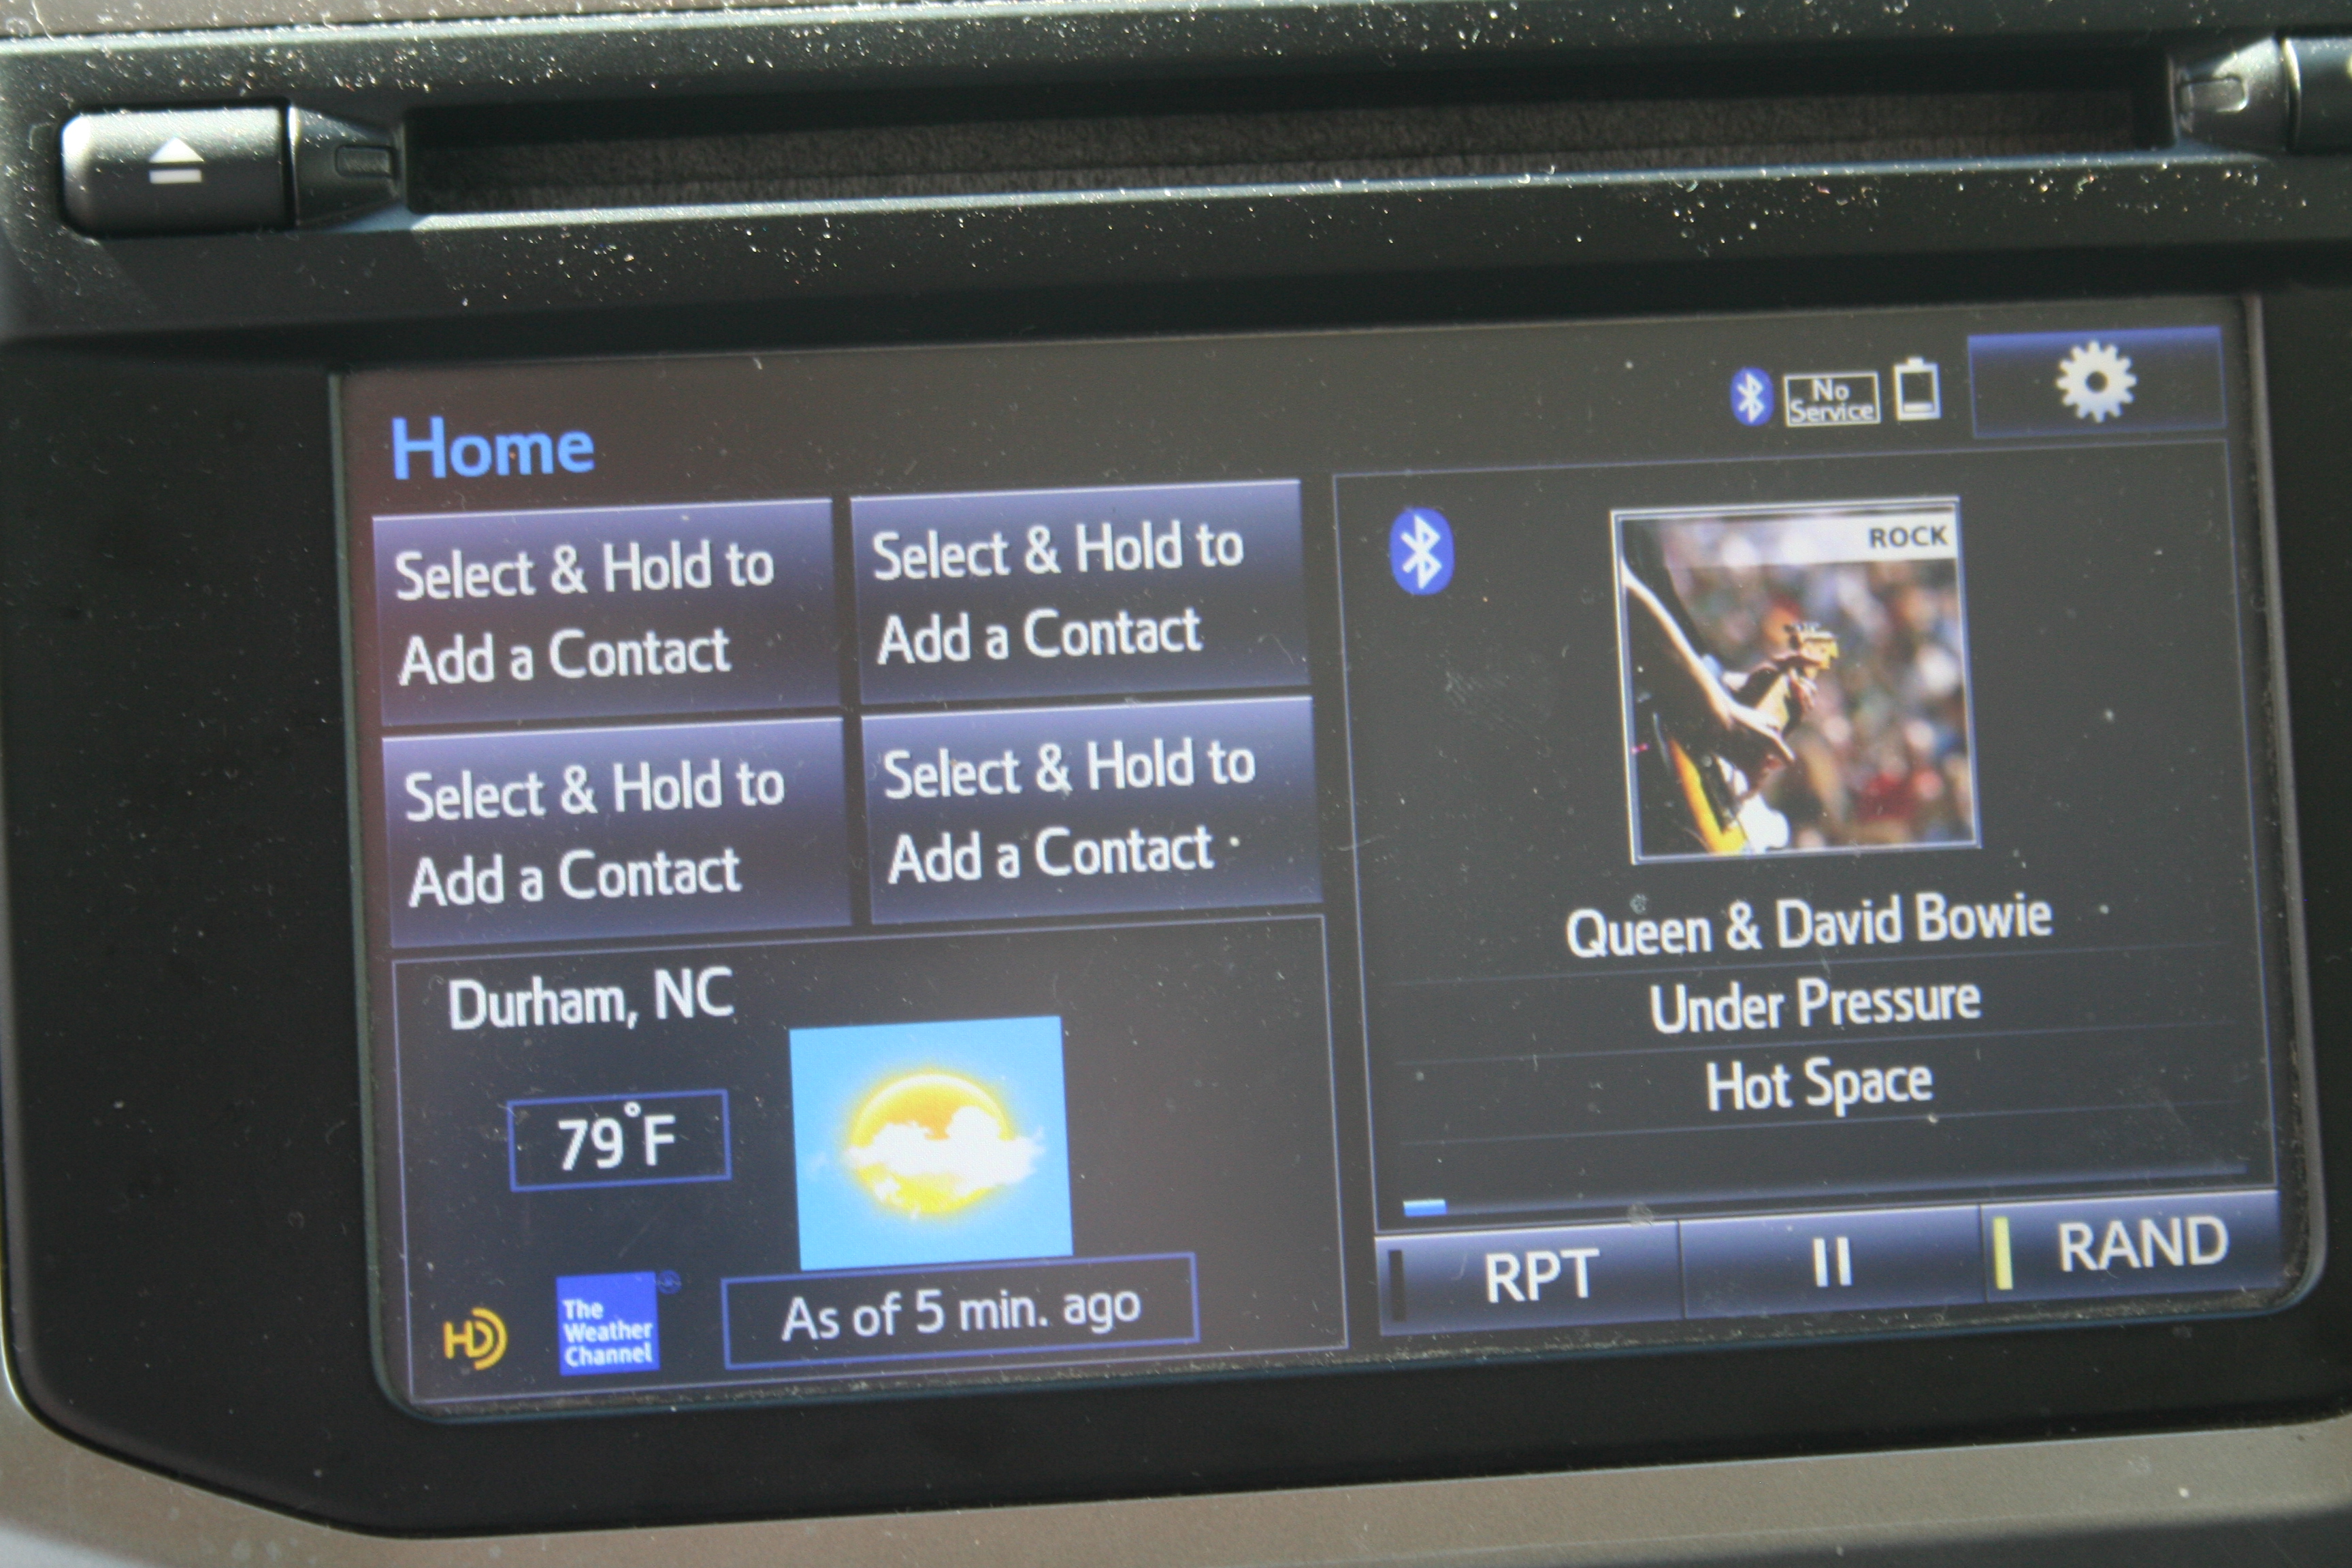 Home
No
Service
Select & Hold to
Add a Contact
Select & Hold to
Add a Contact
Select & Hold to
Add a Contact
Select & Hold to
Add a Contact
Durham, NC
79°F
HD
The
Weather
Channel
As of 5 min. ago
ROCK
Queen & David Bowie
Under Pressure
Hot Space
RPT
RAND